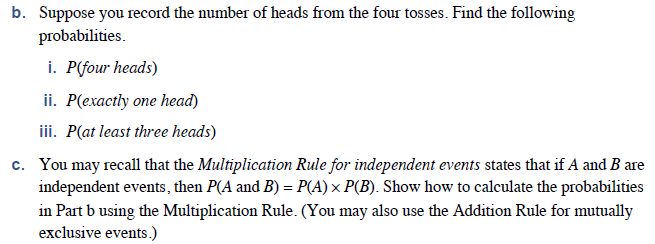 b. Suppose you record the number of heads from the four tosses. Find the following
probabilities.
i. P(four heads)
ii. P(exactly one head)
iii. P(at least three heads)
c. You may recall that the Multiplication Rule for independent events states that if A and B are
independent events, then P(A and B) = P(A) × P(B). Show how to calculate the probabilities
in Part b using the Multiplication Rule. (You may also use the Addition Rule for mutually
exclusive events.)